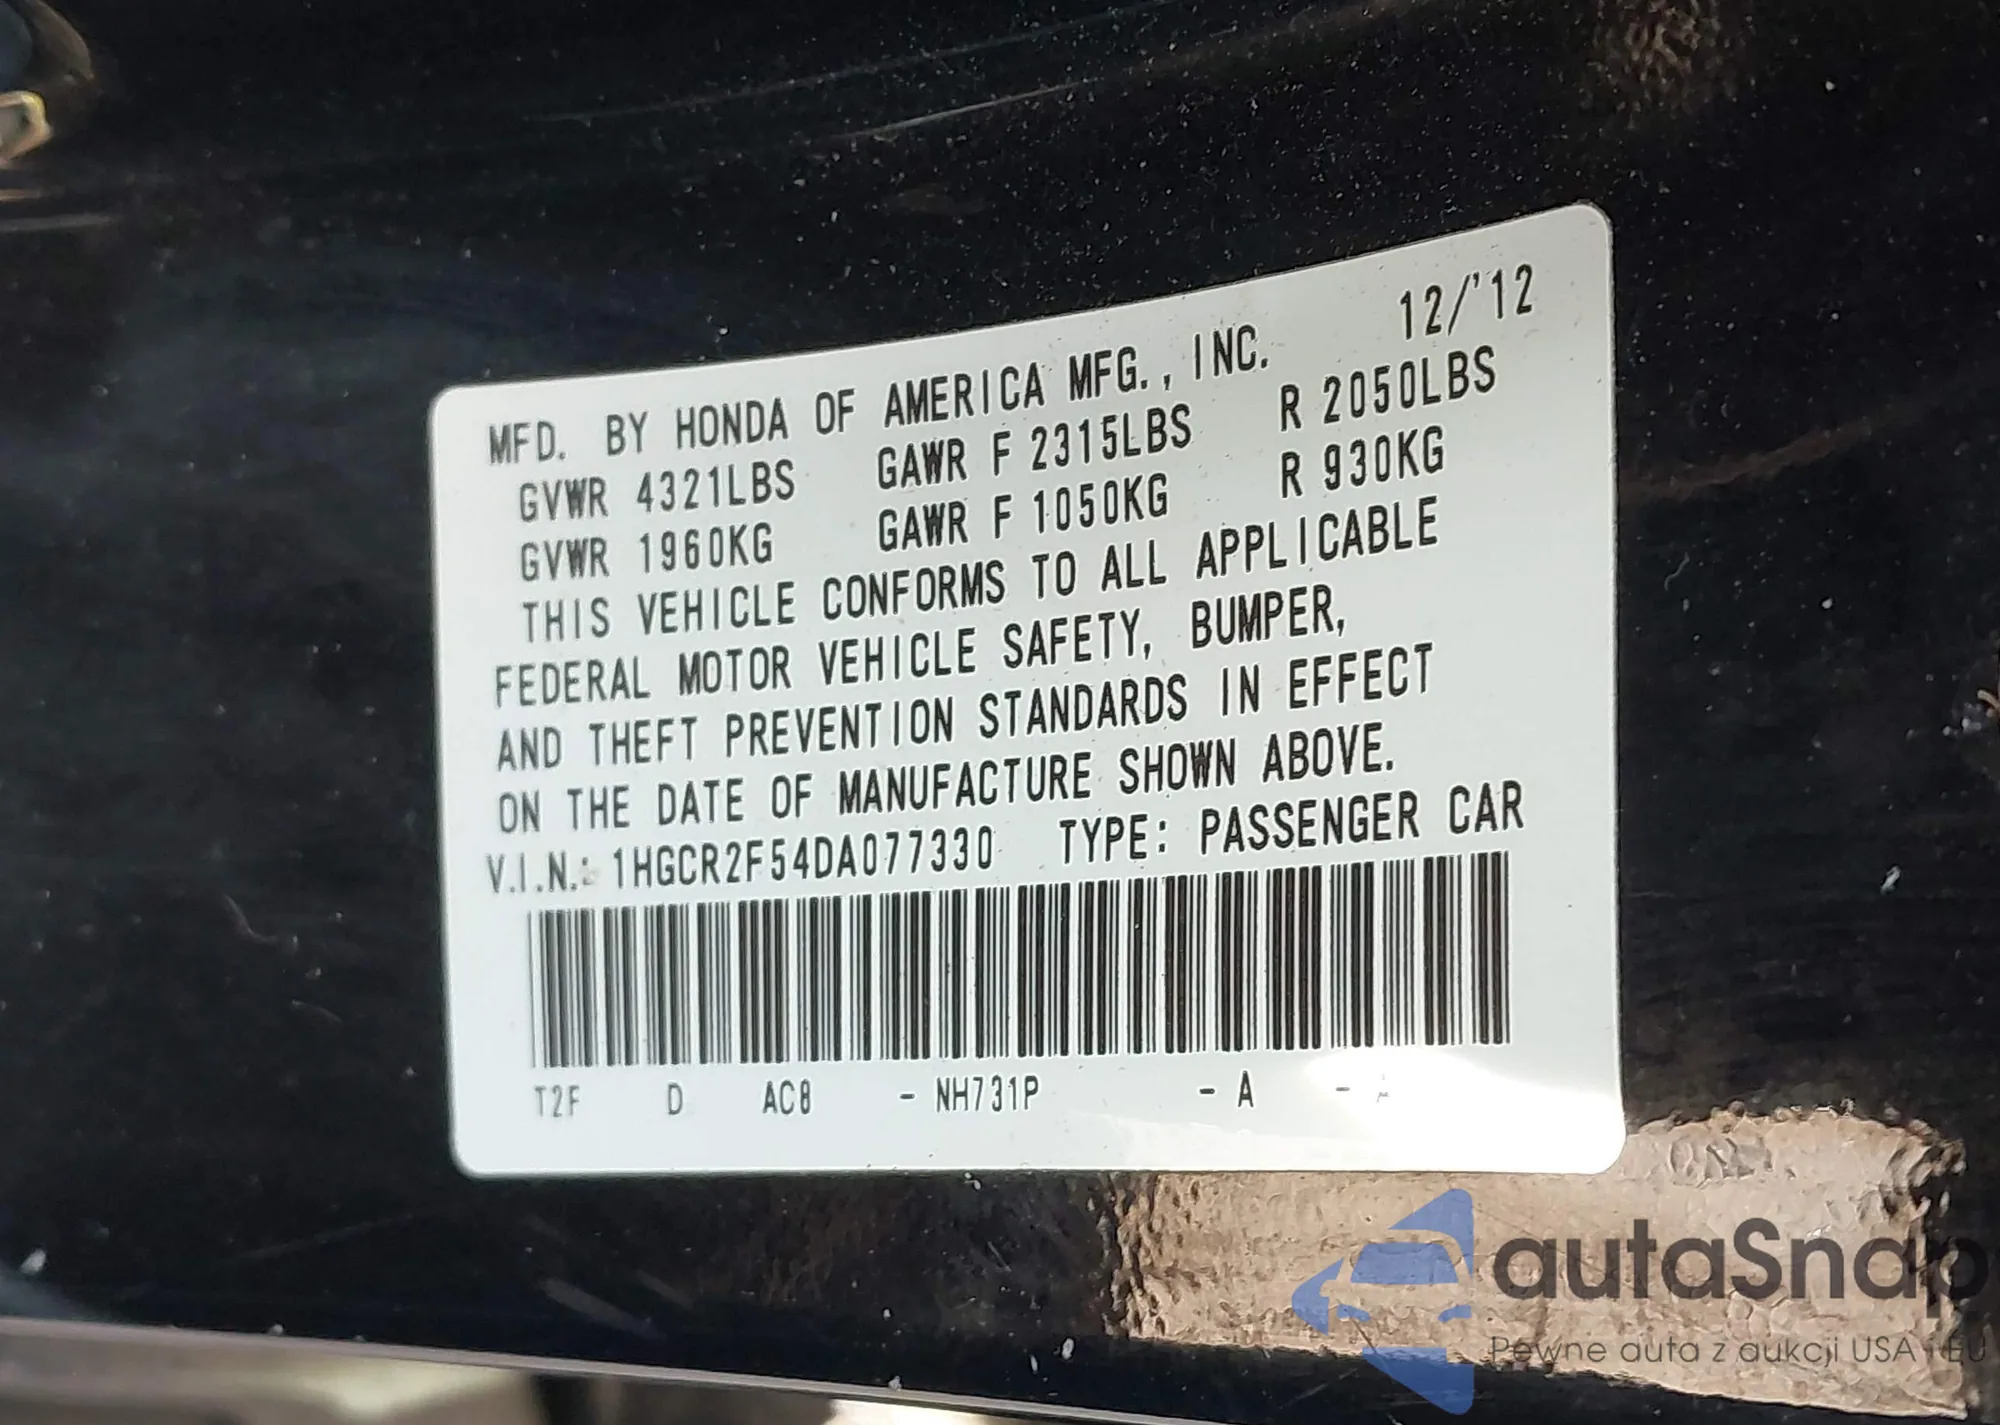 12/'12
MFD. BY HONDA OF AMERICA MFG., INC.
GVWR 4321LBS GAWR F 2315LBS R 2050LBS
GVWR 1960KG GAWR F 1050KG R 930KG
THIS VEHICLE CONFORMS TO ALL APPLICABLE
FEDERAL MOTOR VEHICLE SAFETY, BUMPER,
AND THEFT PREVENTION STANDARDS IN EFFECT
ON THE DATE OF MANUFACTURE SHOWN ABOVE.
V.I.N.: 1HGCR2F54DA077330 TYPE: PASSENGER CAR
T2F D AC8 - NH731P - A -
autaSnap
Pewne auta z aukcji USA i EU